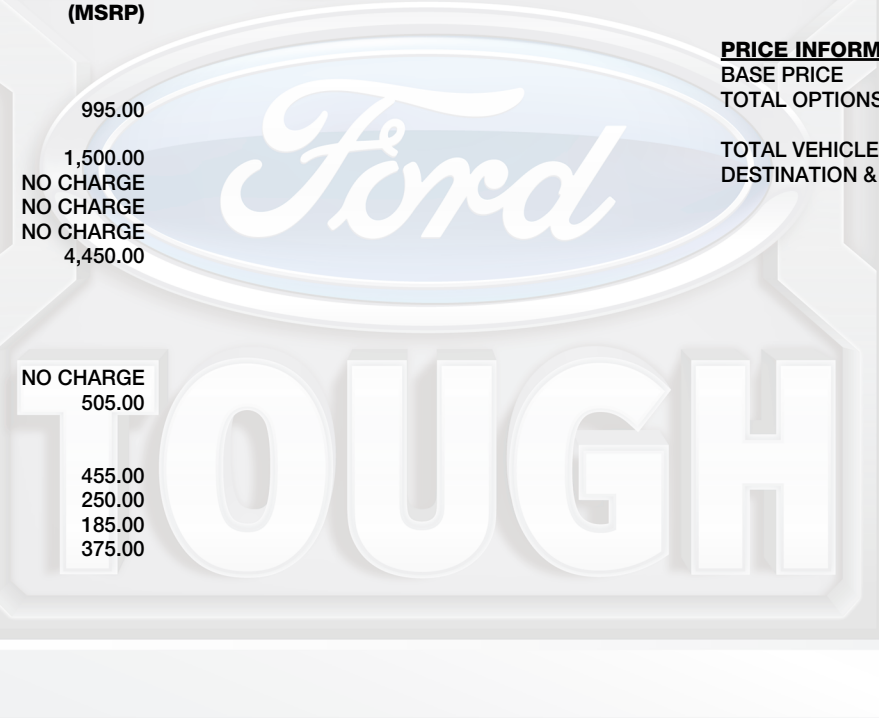 (MSRP)
995.00
1,500.00
NO CHARGE
NO CHARGE
NO CHARGE
4,450.00
NO CHARGE
505.00
455.00
250.00
185.00
375.00
PRICE INFORM
BASE PRICE
TOTAL OPTIONS
TOTAL VEHICLE
DESTINATION &
Ford
TOUGH